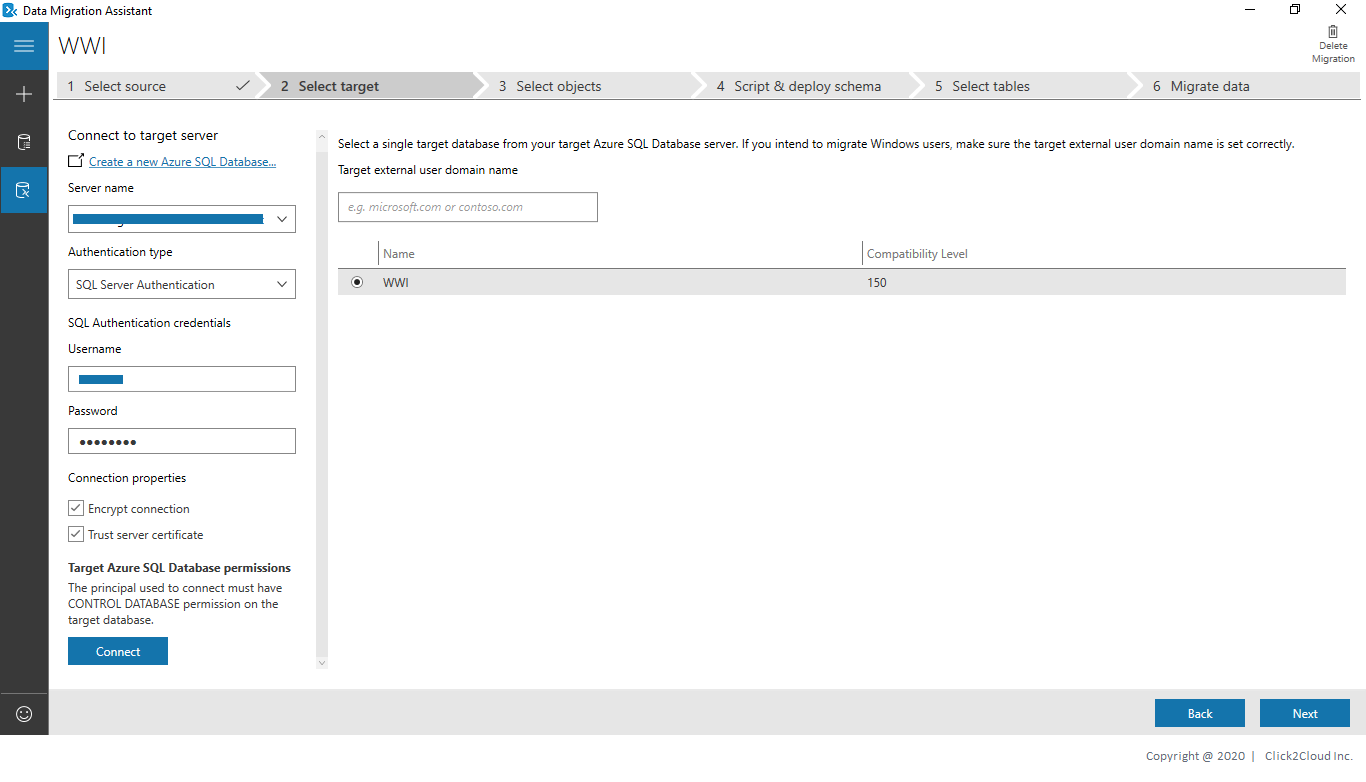 Data Migration Assistant
WWI
Delete
Migration
1 Select source
2 Select target
3 Select objects
4 Script & deploy schema
5 Select tables
6 Migrate data
Connect to target server
Create a new Azure SQL Database...
Server name
Authentication type
SQL Server Authentication
SQL Authentication credentials
Username
Password
Connection properties
Encrypt connection
Trust server certificate
Target Azure SQL Database permissions
The principal used to connect must have
CONTROL DATABASE permission on the
target database.
Connect
Select a single target database from your target Azure SQL Database server. If you intend to migrate Windows users, make sure the target external user domain name is set correctly.
Target external user domain name
e.g. microsoft.com or contoso.com
Name Compatibility Level
WWI 150
Back Next
Copyright @ 2020 | Click2Cloud Inc.